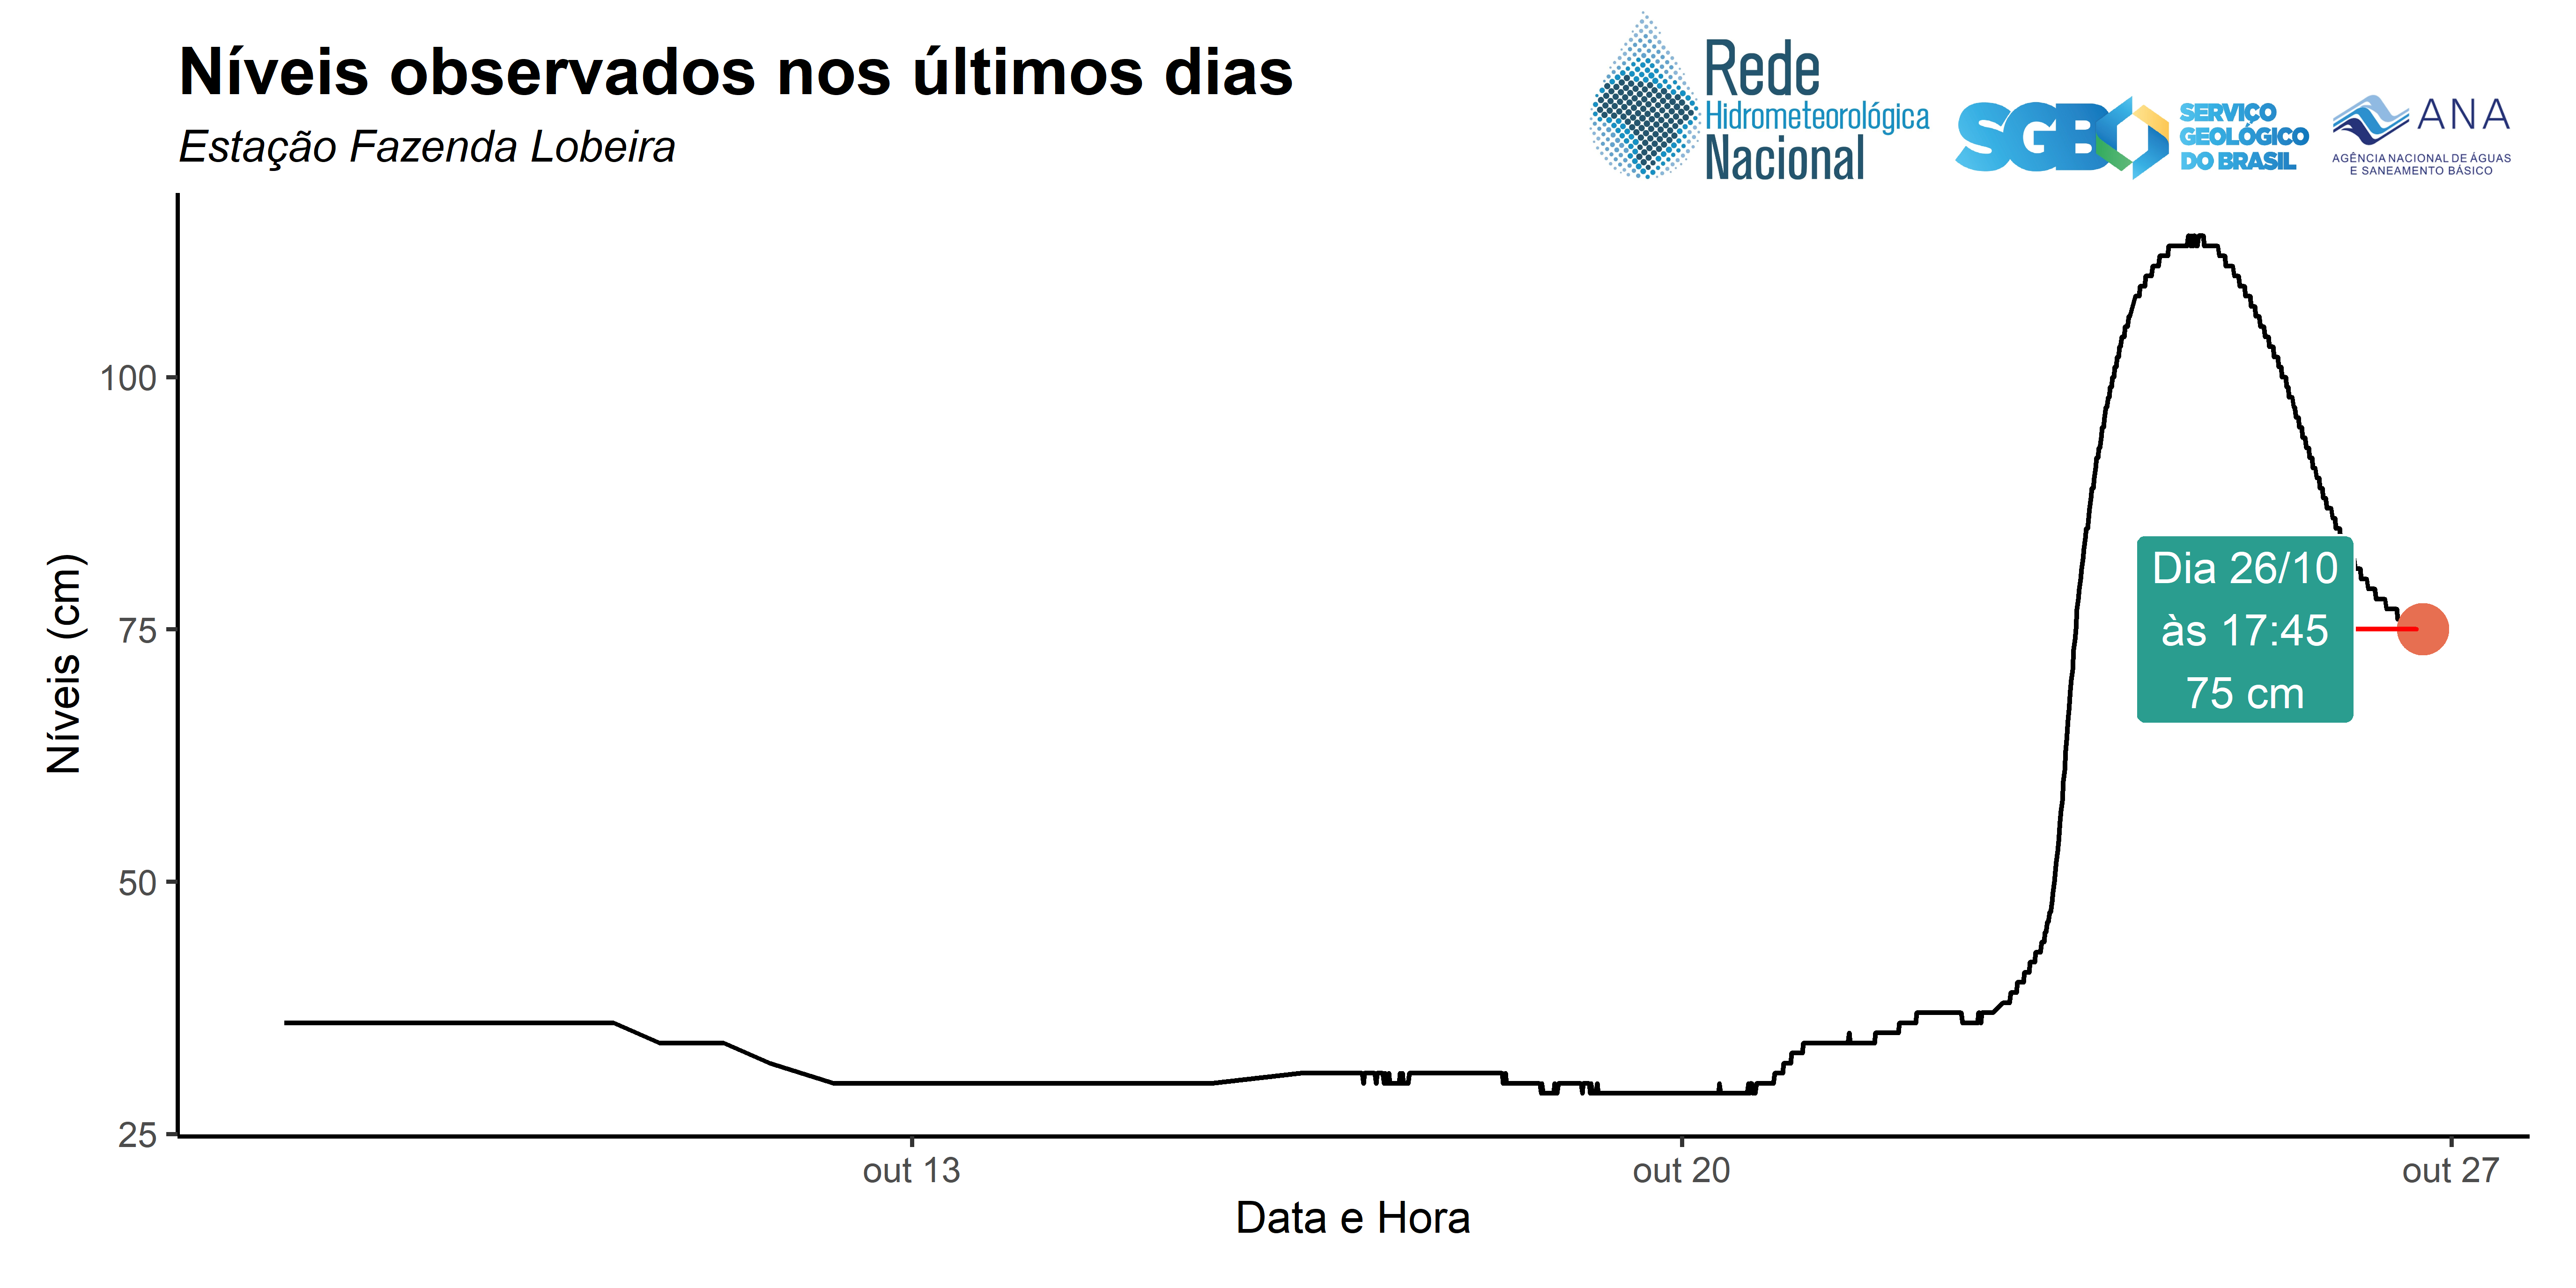 Níveis observados nos últimos dias
Estação Fazenda Lobeira
Rede
Hidrometeorológica
Nacional
SGB
SERVIÇO
GEOLÓGICO
DO BRASIL
ANA
AGÊNCIA NACIONAL DE ÁGUAS
E SANEAMENTO BÁSICO
Níveis (cm)
100
75
50
25
Dia 26/10
às 17:45
75 cm
out 13
out 20
out 27
Data e Hora